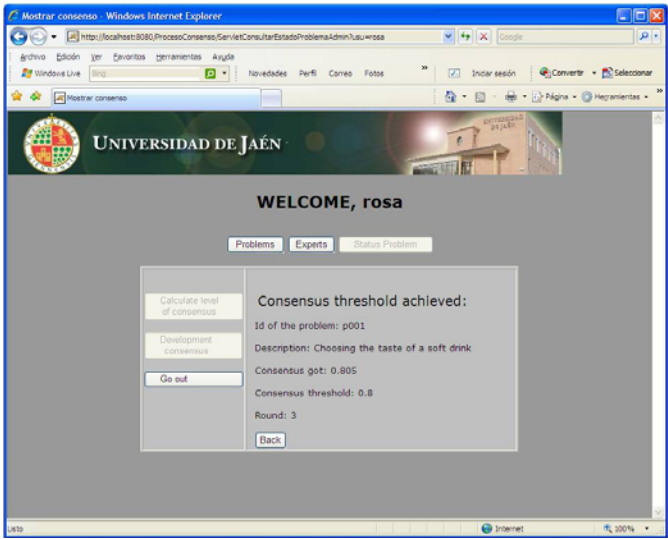 Mostrar consenso - Windows Internet Explorer
http://localhost:8080/ProcesoConsenso/ServletConsultarEstadoProblemaAdmin?usu=rosa
Google
Archivo Edición Ver Favoritos Herramientas Ayuda
Windows Live Bing Novedades Perfil Correo Fotos » Iniciar sesión Convertir Seleccionar
Mostrar consenso Página Herramientas »
UNIVERSIDAD DE JAÉN
UNIVERSIDAD DE JAÉN
WELCOME, rosa
Problems Experts Status Problem
Calculate level
of consensus
Development
consensus
Go out
Consensus threshold achieved:
Id of the problem: p001
Description: Choosing the taste of a soft drink
Consensus got: 0.805
Consensus threshold: 0.8
Round: 3
Back
Listo Internet 100%